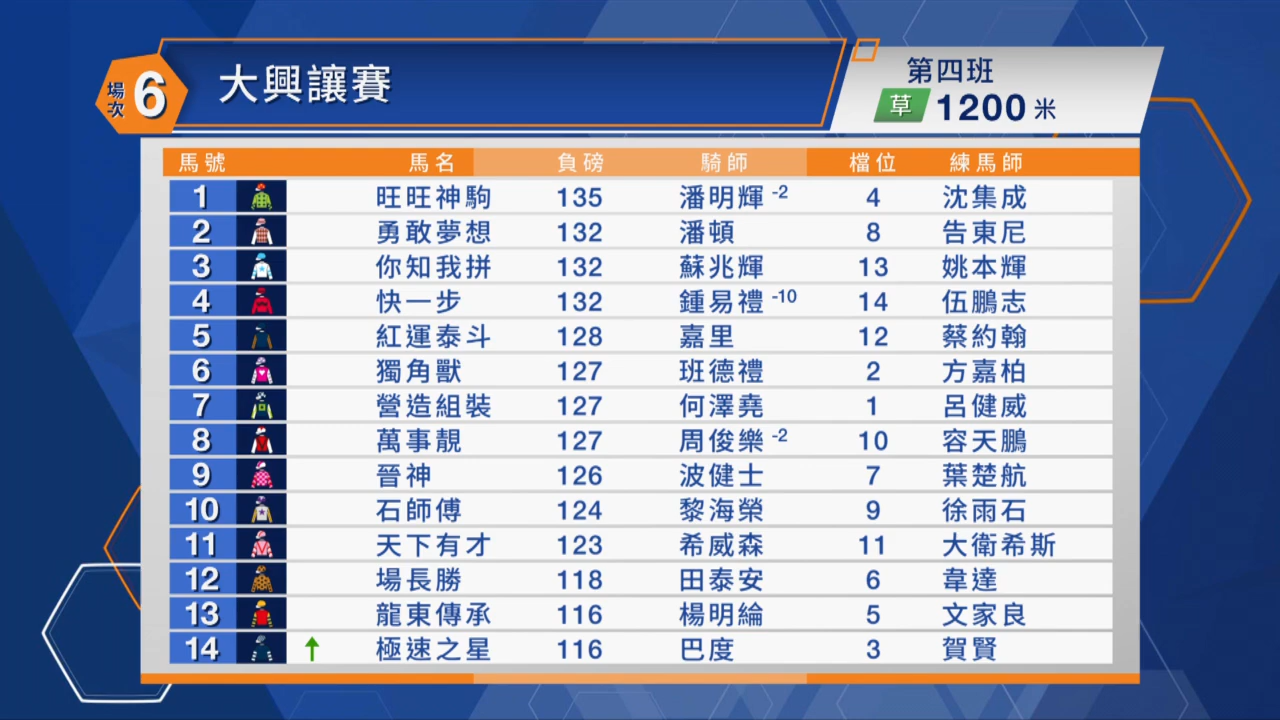 場次 6 大興讓賽
第四班
草 1200 米
馬號 馬名 負磅 騎師 檔位 練馬師
1 旺旺神駒 135 潘明輝 -2 4 沈集成
2 勇敢夢想 132 潘頓 8 告東尼
3 你知我拼 132 蘇兆輝 13 姚本輝
4 快一步 132 鍾易禮 -10 14 伍鵬志
5 紅運泰斗 128 嘉里 12 蔡約翰
6 獨角獸 127 班德禮 2 方嘉柏
7 營造組裝 127 何澤堯 1 呂健威
8 萬事靚 127 周俊樂 -2 10 容天鵬
9 晉神 126 波健士 7 葉楚航
10 石師傅 124 黎海榮 9 徐雨石
11 天下有才 123 希威森 11 大衛希斯
12 場長勝 118 田泰安 6 韋達
13 龍東傳承 116 楊明綸 5 文家良
14 ↑ 極速之星 116 巴度 3 賀賢